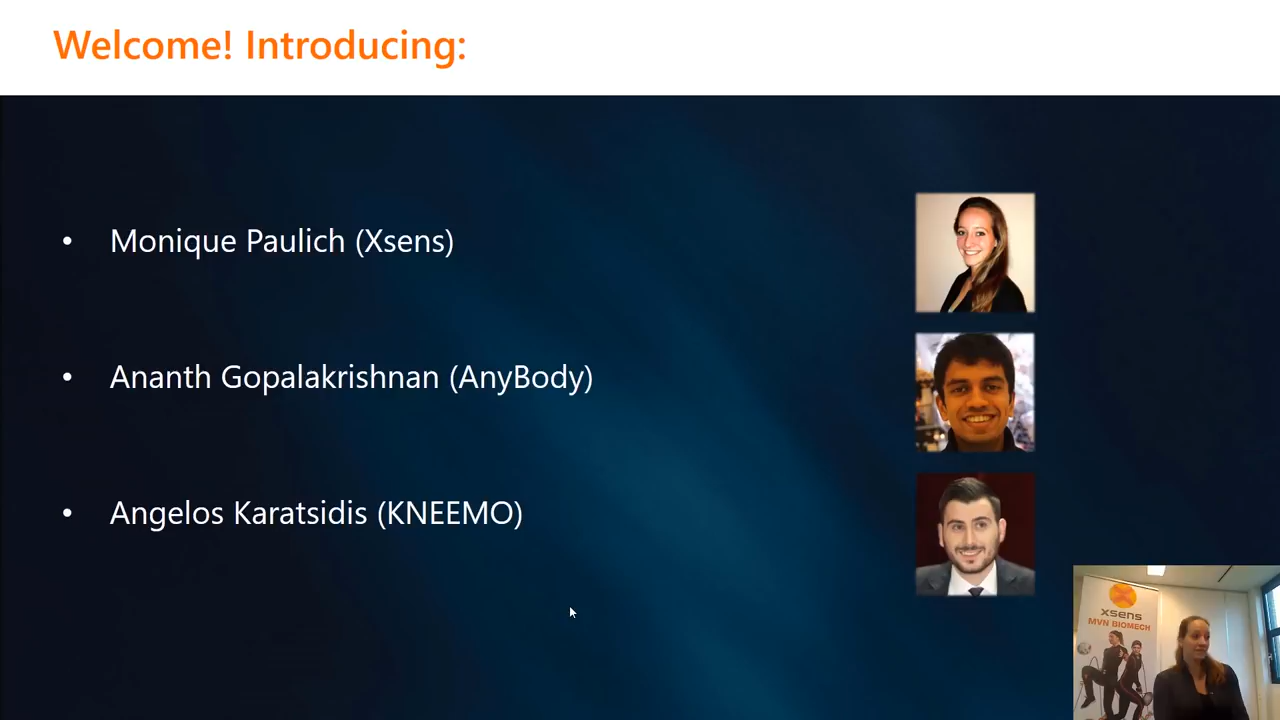 Welcome! Introducing:
• Monique Paulich (Xsens)
• Ananth Gopalakrishnan (AnyBody)
• Angelos Karatsidis (KNEEMO)
xsens
MVN BIOMECH